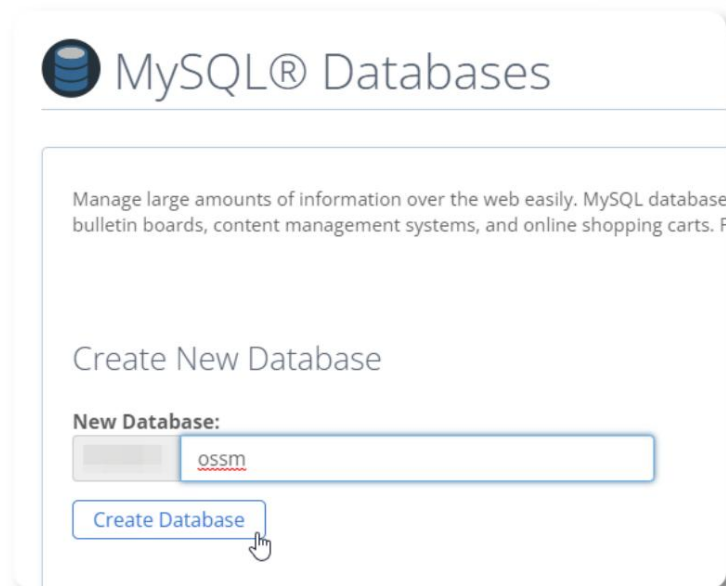 MySQL® Databases
Manage large amounts of information over the web easily. MySQL database
bulletin boards, content management systems, and online shopping carts. F
Create New Database
New Database:
ossm
Create Database